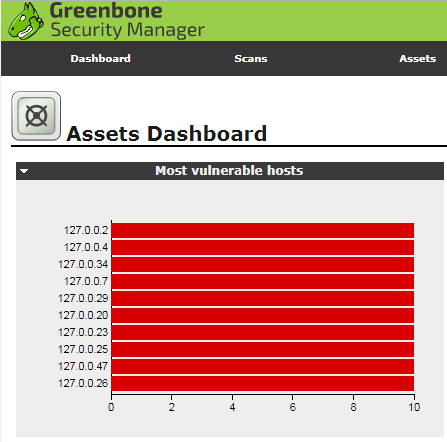 Greenbone
Security Manager
Dashboard Scans Assets
Assets Dashboard
Most vulnerable hosts
127.0.0.2
127.0.0.4
127.0.0.34
127.0.0.7
127.0.0.29
127.0.0.20
127.0.0.23
127.0.0.25
127.0.0.47
127.0.0.26
0 2 4 6 8 10